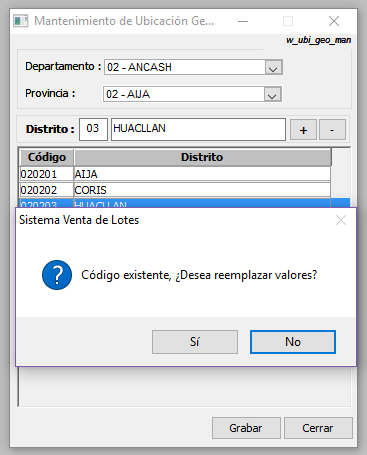 Mantenimiento de Ubicación Ge...
w_ubi_geo_man
Departamento : 02 - ANCASH
Provincia : 02 - AIJA
Distrito : 03 HUACLLAN + -
Código Distrito
020201 AIJA
020202 CORIS
020203 HUACLLAN
Sistema Venta de Lotes
Código existente, ¿Desea reemplazar valores?
Sí No
Grabar Cerrar